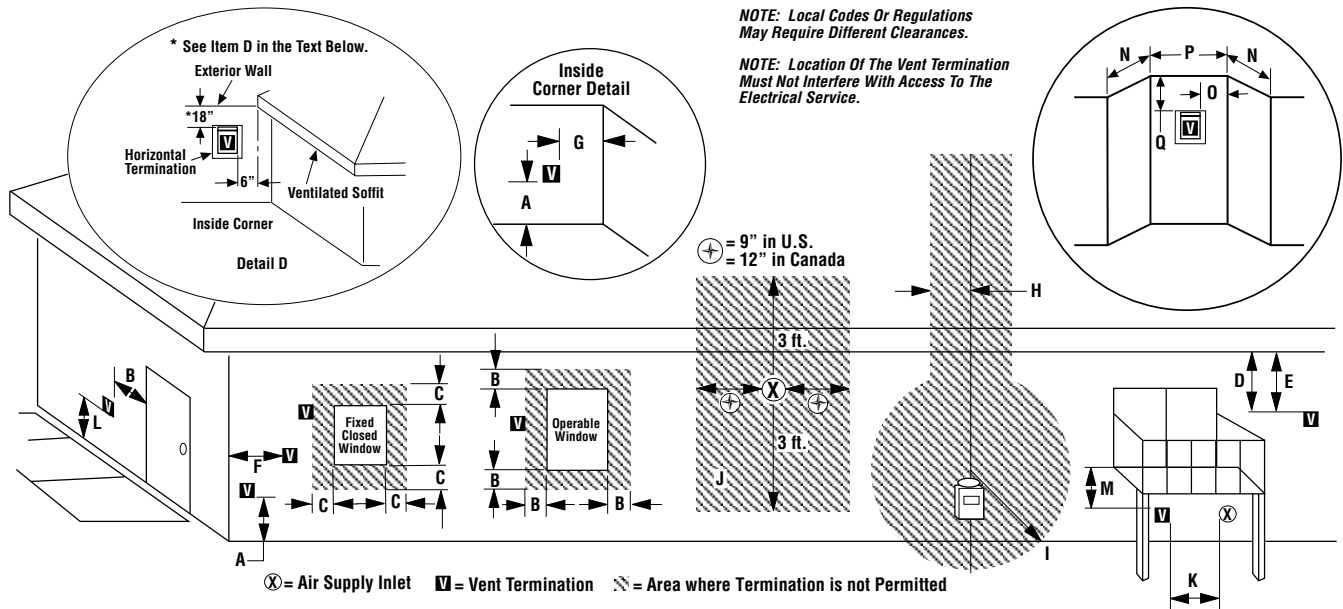 * See Item D in the Text Below.
Exterior Wall
*18”
V
Horizontal
Termination
6”
Ventilated Soffit
Inside Corner
Detail D
Inside
Corner Detail
G
V
A
NOTE: Local Codes Or Regulations
May Require Different Clearances.
NOTE: Location Of The Vent Termination
Must Not Interfere With Access To The
Electrical Service.
N P N
O
Q
V
= 9” in U.S.
= 12” in Canada
H
3 ft.
X
3 ft.
J
B
V
L
F
V
V
A
C
V
Fixed
Closed
Window
C
C C
B
V
Operable
Window
B
B B
I
D E
V
M
V X
K
X = Air Supply Inlet V = Vent Termination = Area where Termination is not Permitted